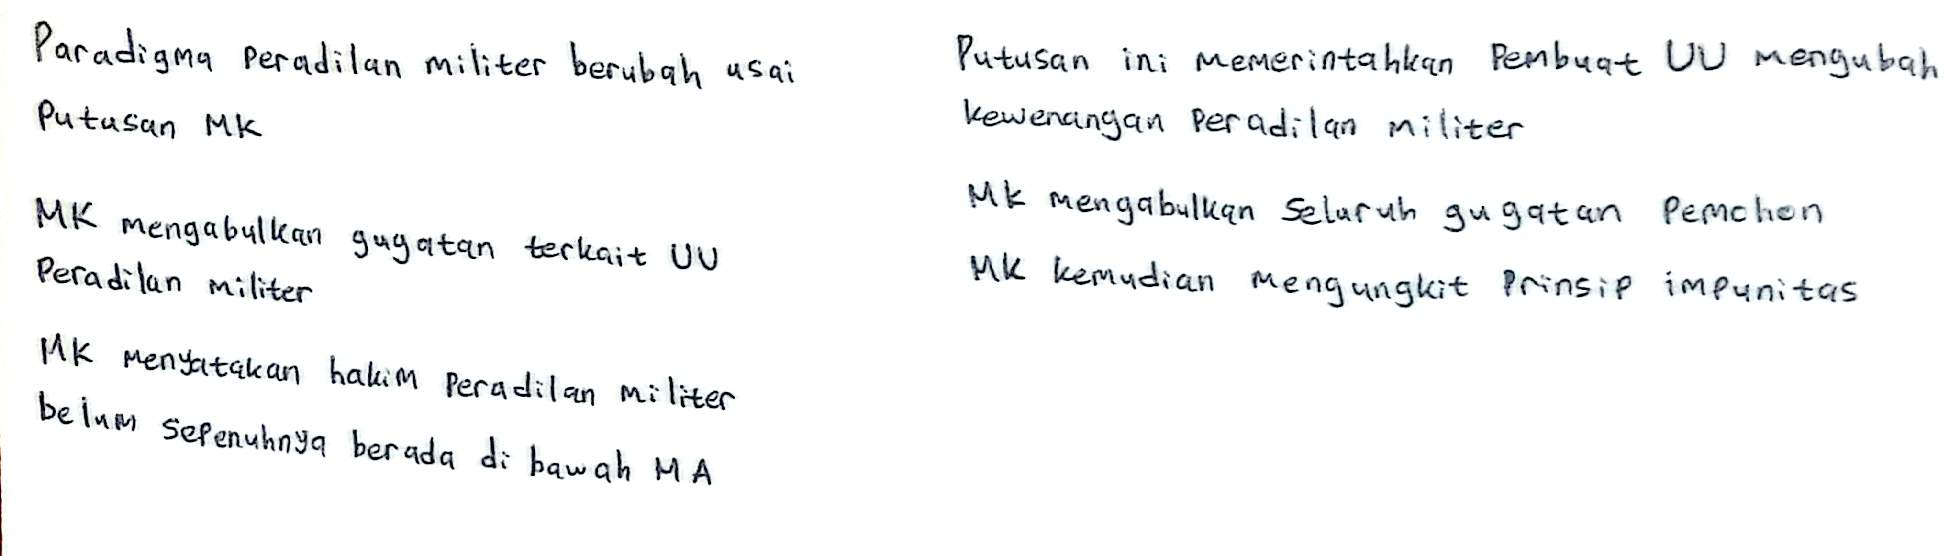 Paradigma Peradilan militer berubah usai
Putusan MK
MK mengabulkan gugatan terkait UU
Peradilan militer
MK Menyatakan hakim Peradilan militer
belum sepenuhnya berada di bawah MA
Putusan ini memerintahkan Pembuat UU mengubah
kewenangan Peradilan militer
MK mengabulkan Seluruh gugatan Pemohon
MK kemudian mengungkit Prinsip impunitas